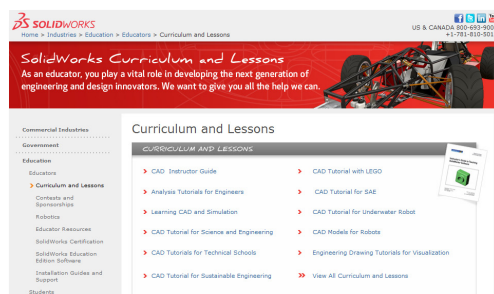 SOLIDWORKS
US & CANADA 800-693-900
+1-781-810-501
Home > Industries > Education > Educators > Curriculum and Lessons
SolidWorks Curriculum and Lessons
As an educator, you play a vital role in developing the next generation of
engineering and design innovators. We want to give you all the help we can.
Commercial Industries
Government
Education
Educators
Curriculum and Lessons
Contests and
Sponsorships
Robotics
Educator Resources
SolidWorks Certification
SolidWorks Education
Edition Software
Installation Guides and
Support
Students
Curriculum and Lessons
CURRICULUM AND LESSONS
CAD Instructor Guide
Analysis Tutorials for Engineers
Learning CAD and Simulation
CAD Tutorial for Science and Engineering
CAD Tutorials for Technical Schools
CAD Tutorial for Sustainable Engineering
CAD Tutorial with LEGO
CAD Tutorial for SAE
CAD Tutorial for Underwater Robot
CAD Models for Robots
Engineering Drawing Tutorials for Visualization
View All Curriculum and Lessons